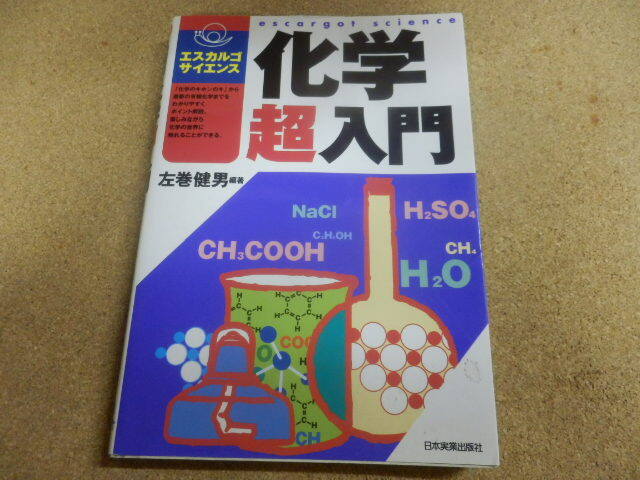 escargot science
エスカルゴ
サイエンス
化学
超入門
「化学のキホンのキ」から
最新の有機化学までを
わかりやすく
ポイント解説。
楽しみながら
化学の世界に
触れることができる。
左巻健男編著
NaCl
H₂SO₄
C₂H₅OH
CH₃COOH
CH₄
H₂O
COO
H
CH
日本実業出版社